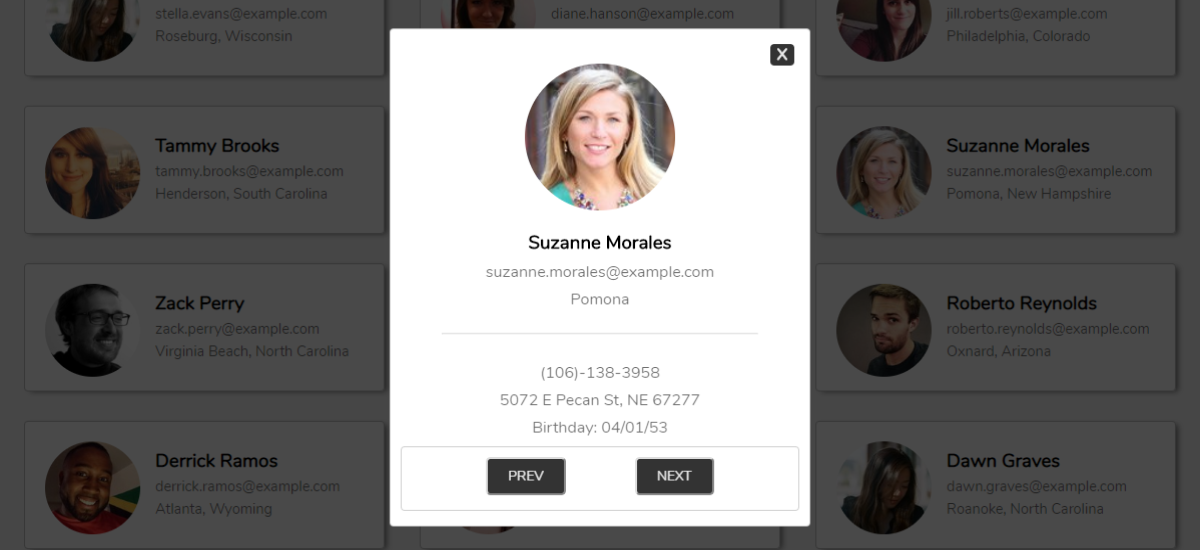 stella.evans@example.com
Roseburg, Wisconsin
diane.hanson@example.com
jill.roberts@example.com
Philadelphia, Colorado
X
Tammy Brooks
tammy.brooks@example.com
Henderson, South Carolina
Suzanne Morales
suzanne.morales@example.com
Pomona, New Hampshire
Suzanne Morales
suzanne.morales@example.com
Pomona
(106)-138-3958
5072 E Pecan St, NE 67277
Birthday: 04/01/53
PREV
NEXT
Zack Perry
zack.perry@example.com
Virginia Beach, North Carolina
Roberto Reynolds
roberto.reynolds@example.com
Oxnard, Arizona
Derrick Ramos
derrick.ramos@example.com
Atlanta, Wyoming
Dawn Graves
dawn.graves@example.com
Roanoke, North Carolina